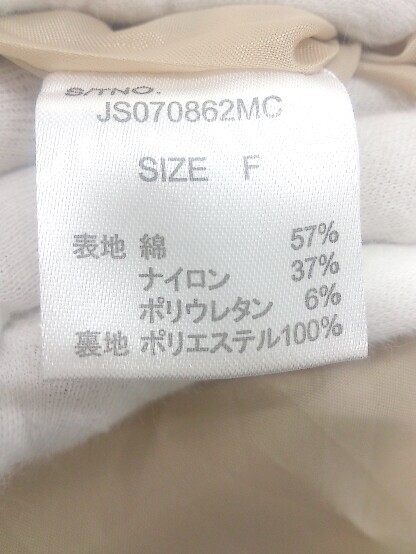 S/TNO.
JS070862MC
SIZE F
表地 綿 57%
ナイロン 37%
ポリウレタン 6%
裏地 ポリエステル100%